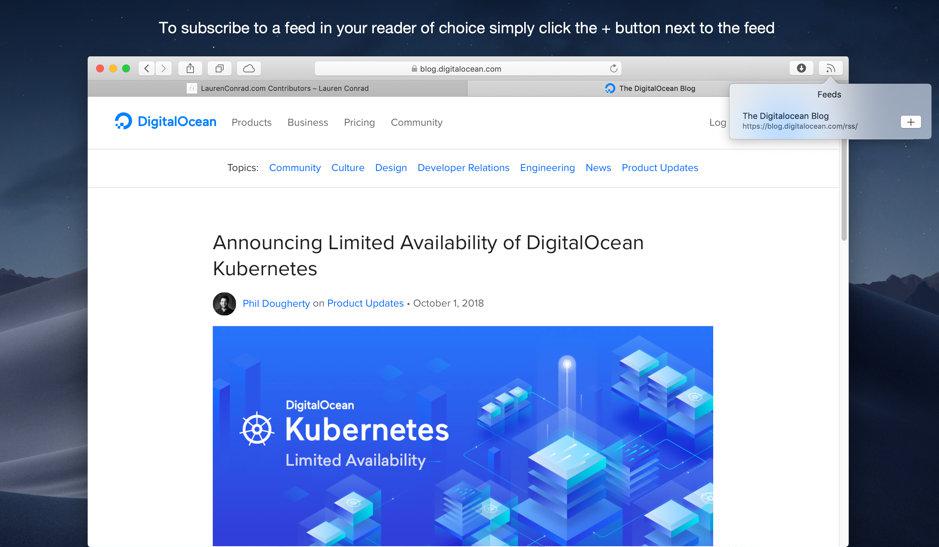 To subscribe to a feed in your reader of choice simply click the + button next to the feed
blog.digitalocean.com
LaurenConrad.com Contributors – Lauren Conrad
The DigitalOcean Blog
Feeds
The Digitalocean Blog
https://blog.digitalocean.com/rss/
+
DigitalOcean Products Business Pricing Community Log
Topics: Community Culture Design Developer Relations Engineering News Product Updates
Announcing Limited Availability of DigitalOcean
Kubernetes
Phil Dougherty on Product Updates • October 1, 2018
DigitalOcean
Kubernetes
Limited Availability